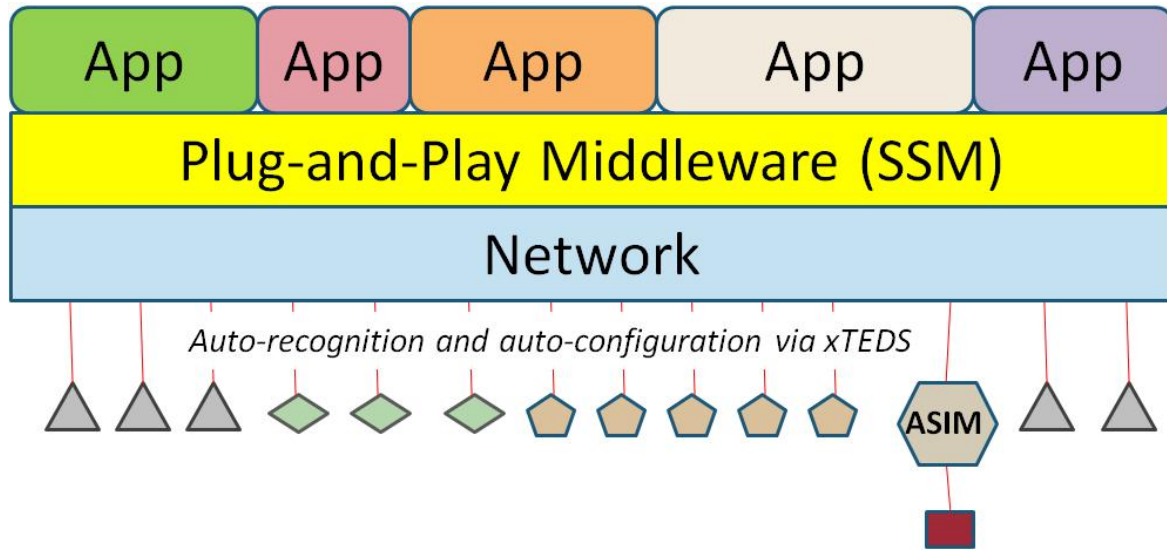 App App App App App
Plug-and-Play Middleware (SSM)
Network
Auto-recognition and auto-configuration via xTEDS
ASIM